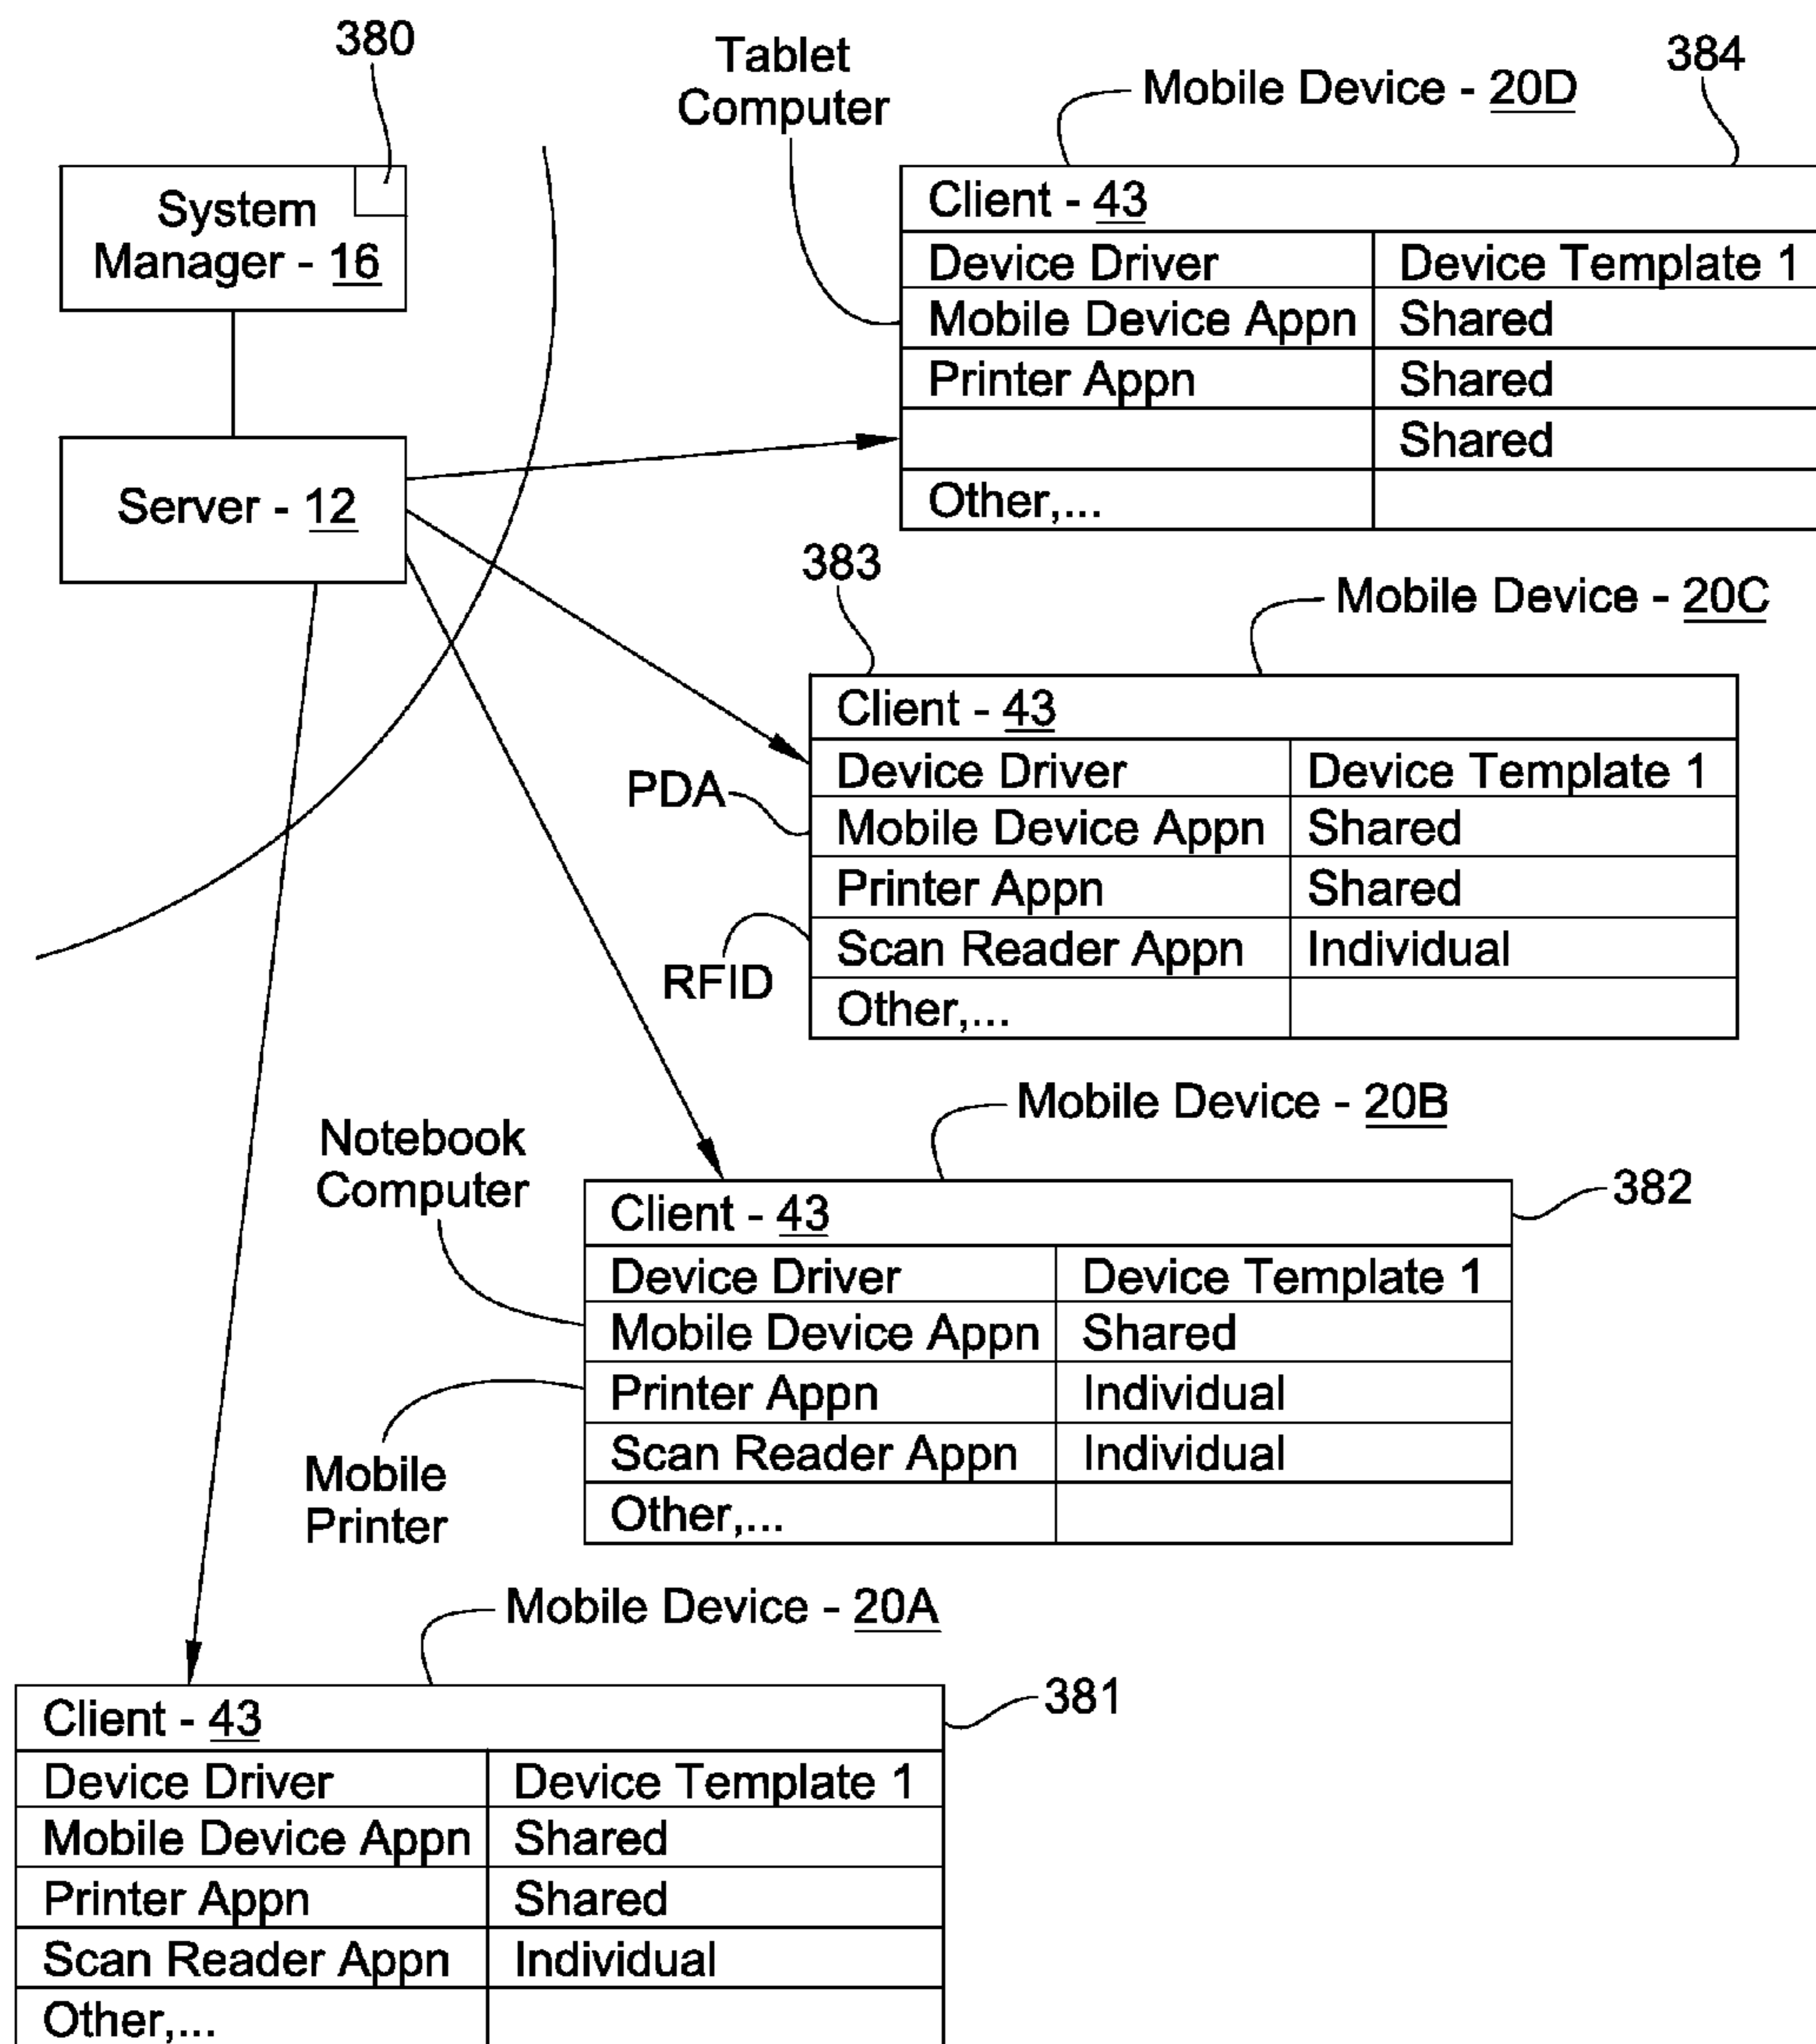 380
Tablet
Computer
Mobile Device - 20D
384
System
Manager - 16
Client - 43
Device Driver Device Template 1
Mobile Device Appn Shared
Printer Appn Shared
Shared
Other,...
Server - 12
383
Mobile Device - 20C
Client - 43
Device Driver Device Template 1
PDA
Mobile Device Appn Shared
Printer Appn Shared
RFID
Scan Reader Appn Individual
Other,...
Mobile Device - 20B
Notebook
Computer
382
Client - 43
Device Driver Device Template 1
Mobile Device Appn Shared
Printer Appn Individual
Mobile
Printer
Scan Reader Appn Individual
Other,...
Mobile Device - 20A
381
Client - 43
Device Driver Device Template 1
Mobile Device Appn Shared
Printer Appn Shared
Scan Reader Appn Individual
Other,...